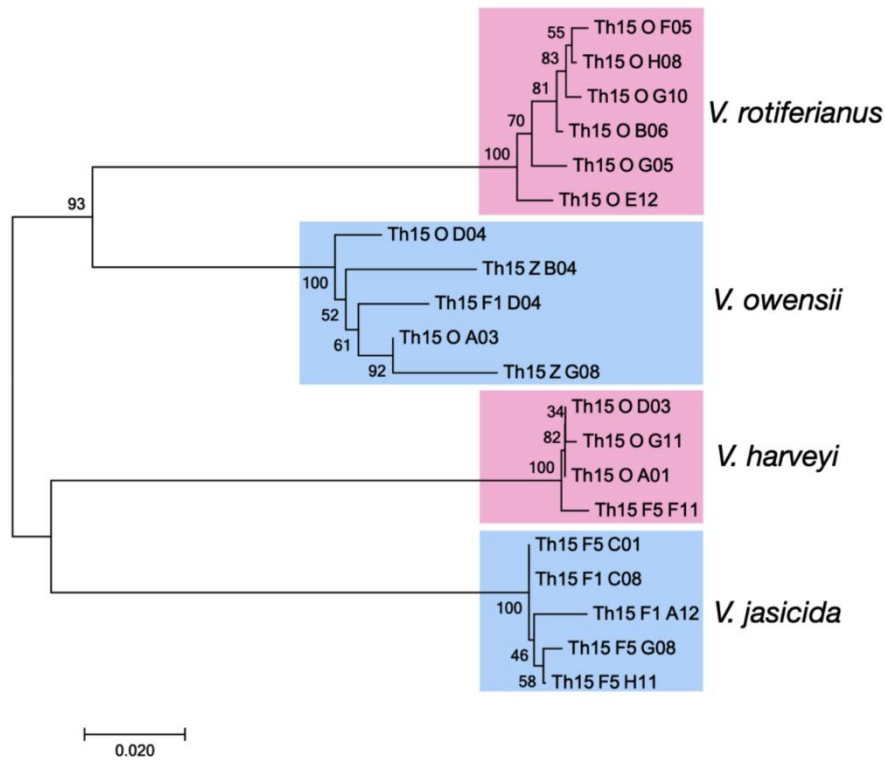 55
Th15 O F05
83
Th15 O H08
81
Th15 O G10
V. rotiferianus
70
Th15 O B06
100
Th15 O G05
Th15 O E12
93
Th15 O D04
100
Th15 Z B04
52
Th15 F1 D04
V. owensii
61
Th15 O A03
92
Th15 Z G08
34
Th15 O D03
82
Th15 O G11
V. harveyi
100
Th15 O A01
Th15 F5 F11
Th15 F5 C01
Th15 F1 C08
100
Th15 F1 A12
V. jasicida
46
Th15 F5 G08
58
Th15 F5 H11
0.020